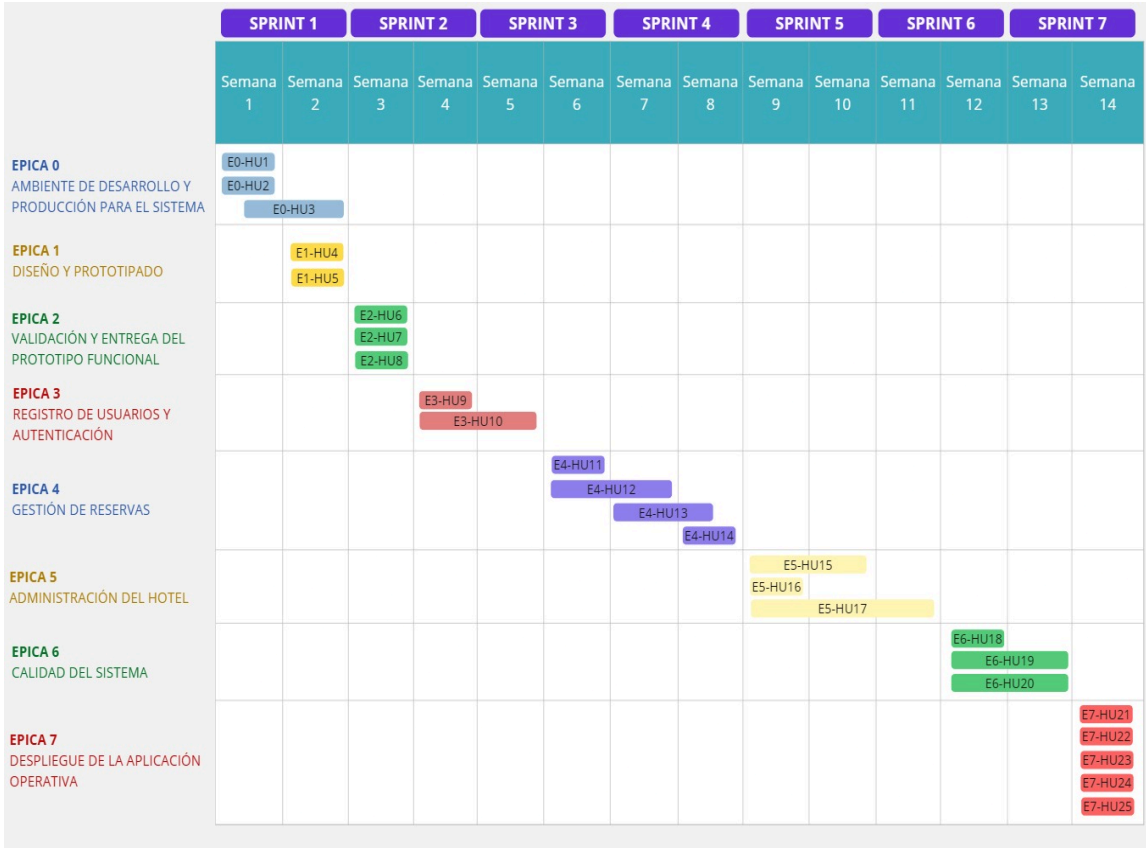 SPRINT 1 SPRINT 2 SPRINT 3 SPRINT 4 SPRINT 5 SPRINT 6 SPRINT 7
Semana Semana Semana Semana Semana Semana Semana Semana Semana Semana Semana Semana Semana Semana
1 2 3 4 5 6 7 8 9 10 11 12 13 14
EPICA 0
AMBIENTE DE DESARROLLO Y
PRODUCCIÓN PARA EL SISTEMA
E0-HU1
E0-HU2
E0-HU3
EPICA 1
DISEÑO Y PROTOTIPADO
E1-HU4
E1-HU5
EPICA 2
VALIDACIÓN Y ENTREGA DEL
PROTOTIPO FUNCIONAL
E2-HU6
E2-HU7
E2-HU8
EPICA 3
REGISTRO DE USUARIOS Y
AUTENTICACIÓN
E3-HU9
E3-HU10
EPICA 4
GESTIÓN DE RESERVAS
E4-HU11
E4-HU12
E4-HU13
E4-HU14
EPICA 5
ADMINISTRACIÓN DEL HOTEL
E5-HU15
E5-HU16
E5-HU17
EPICA 6
CALIDAD DEL SISTEMA
E6-HU18
E6-HU19
E6-HU20
EPICA 7
DESPLIEGUE DE LA APLICACIÓN
OPERATIVA
E7-HU21
E7-HU22
E7-HU23
E7-HU24
E7-HU25